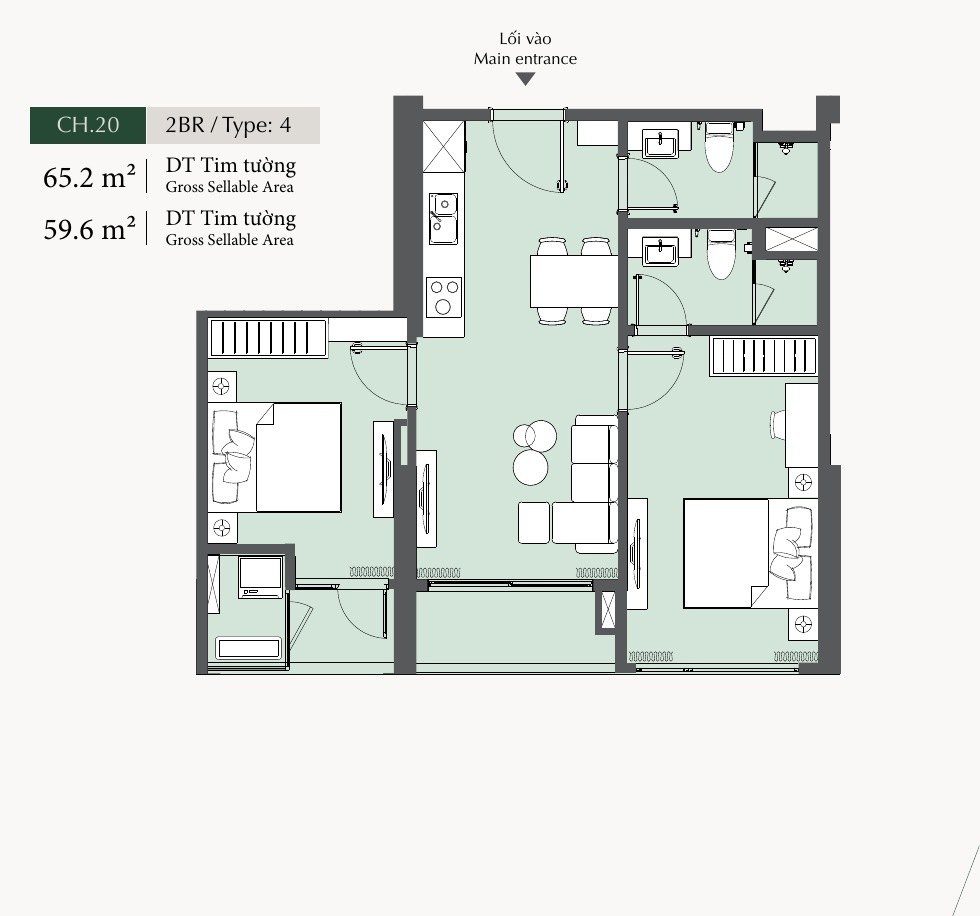 Lối vào
Main entrance
CH.20
2BR / Type: 4
65.2 m²
DT Tim tường
Gross Sellable Area
59.6 m²
DT Tim tường
Gross Sellable Area